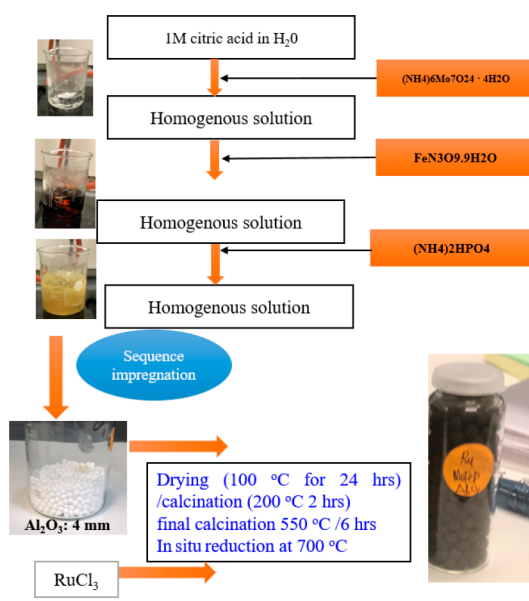 1M citric acid in H₂0
(NH4)6Mo7O24 · 4H2O
Homogenous solution
FeN3O9.9H2O
Homogenous solution
(NH4)2HPO4
Homogenous solution
Sequence
impregnation
Al₂O₃: 4 mm
Drying (100 °C for 24 hrs)
/calcination (200 °C 2 hrs)
final calcination 550 °C /6 hrs
In situ reduction at 700 °C
RuCl₃
Ru